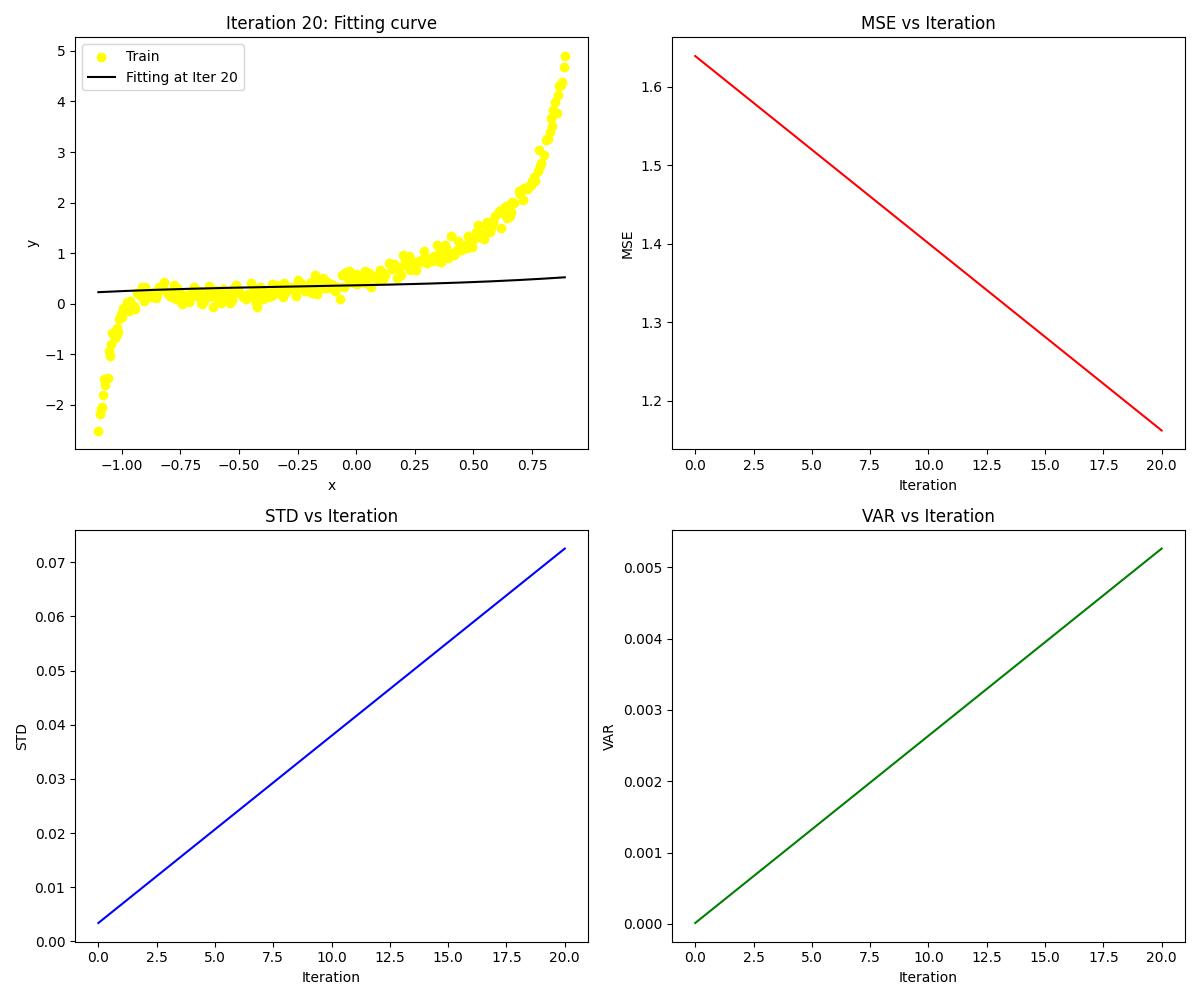 Iteration 20: Fitting curve
Train
Fitting at Iter 20
5
4
3
2
1
0
−1
−2
y
−1.00 −0.75 −0.50 −0.25 0.00 0.25 0.50 0.75
x
MSE vs Iteration
1.6
1.5
1.4
1.3
1.2
MSE
0.0 2.5 5.0 7.5 10.0 12.5 15.0 17.5 20.0
Iteration
STD vs Iteration
0.07
0.06
0.05
0.04
0.03
0.02
0.01
0.00
STD
0.0 2.5 5.0 7.5 10.0 12.5 15.0 17.5 20.0
Iteration
VAR vs Iteration
0.005
0.004
0.003
0.002
0.001
0.000
VAR
0.0 2.5 5.0 7.5 10.0 12.5 15.0 17.5 20.0
Iteration